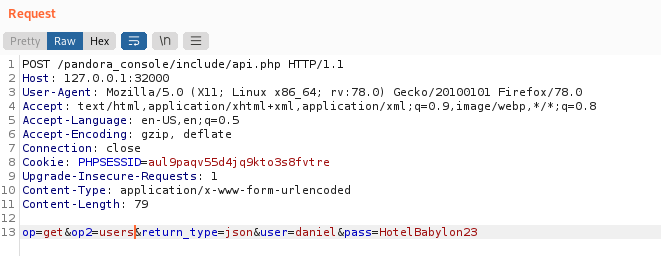 Request
Pretty Raw Hex \n
1 POST /pandora_console/include/api.php HTTP/1.1
2 Host: 127.0.0.1:32000
3 User-Agent: Mozilla/5.0 (X11; Linux x86_64; rv:78.0) Gecko/20100101 Firefox/78.0
4 Accept: text/html,application/xhtml+xml,application/xml;q=0.9,image/webp,*/*;q=0.8
5 Accept-Language: en-US,en;q=0.5
6 Accept-Encoding: gzip, deflate
7 Connection: close
8 Cookie: PHPSESSID=aul9paqv55d4jq9kto3s8fvtre
9 Upgrade-Insecure-Requests: 1
10 Content-Type: application/x-www-form-urlencoded
11 Content-Length: 79
12
13 op=get&op2=users&return_type=json&user=daniel&pass=HotelBabylon23